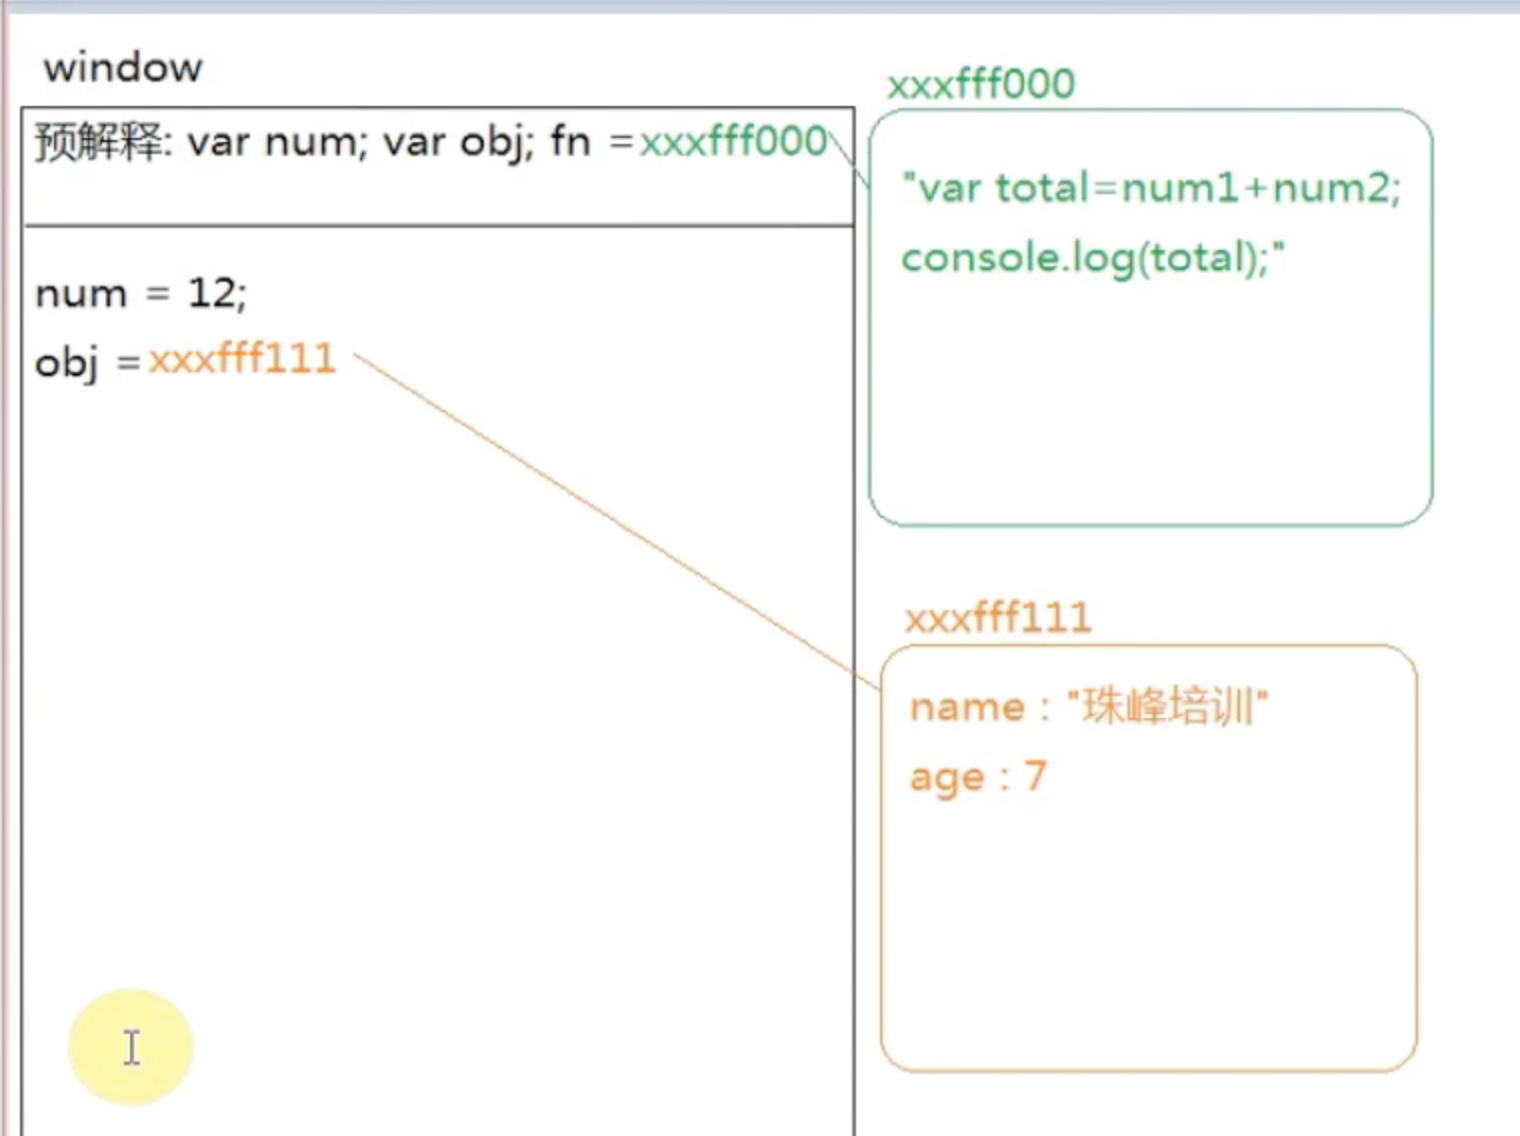 window
预解释: var num; var obj; fn =xxxfff000
num = 12;
obj =xxxfff111
xxxfff000
"var total=num1+num2;
console.log(total);"
xxxfff111
name : "珠峰培训"
age : 7